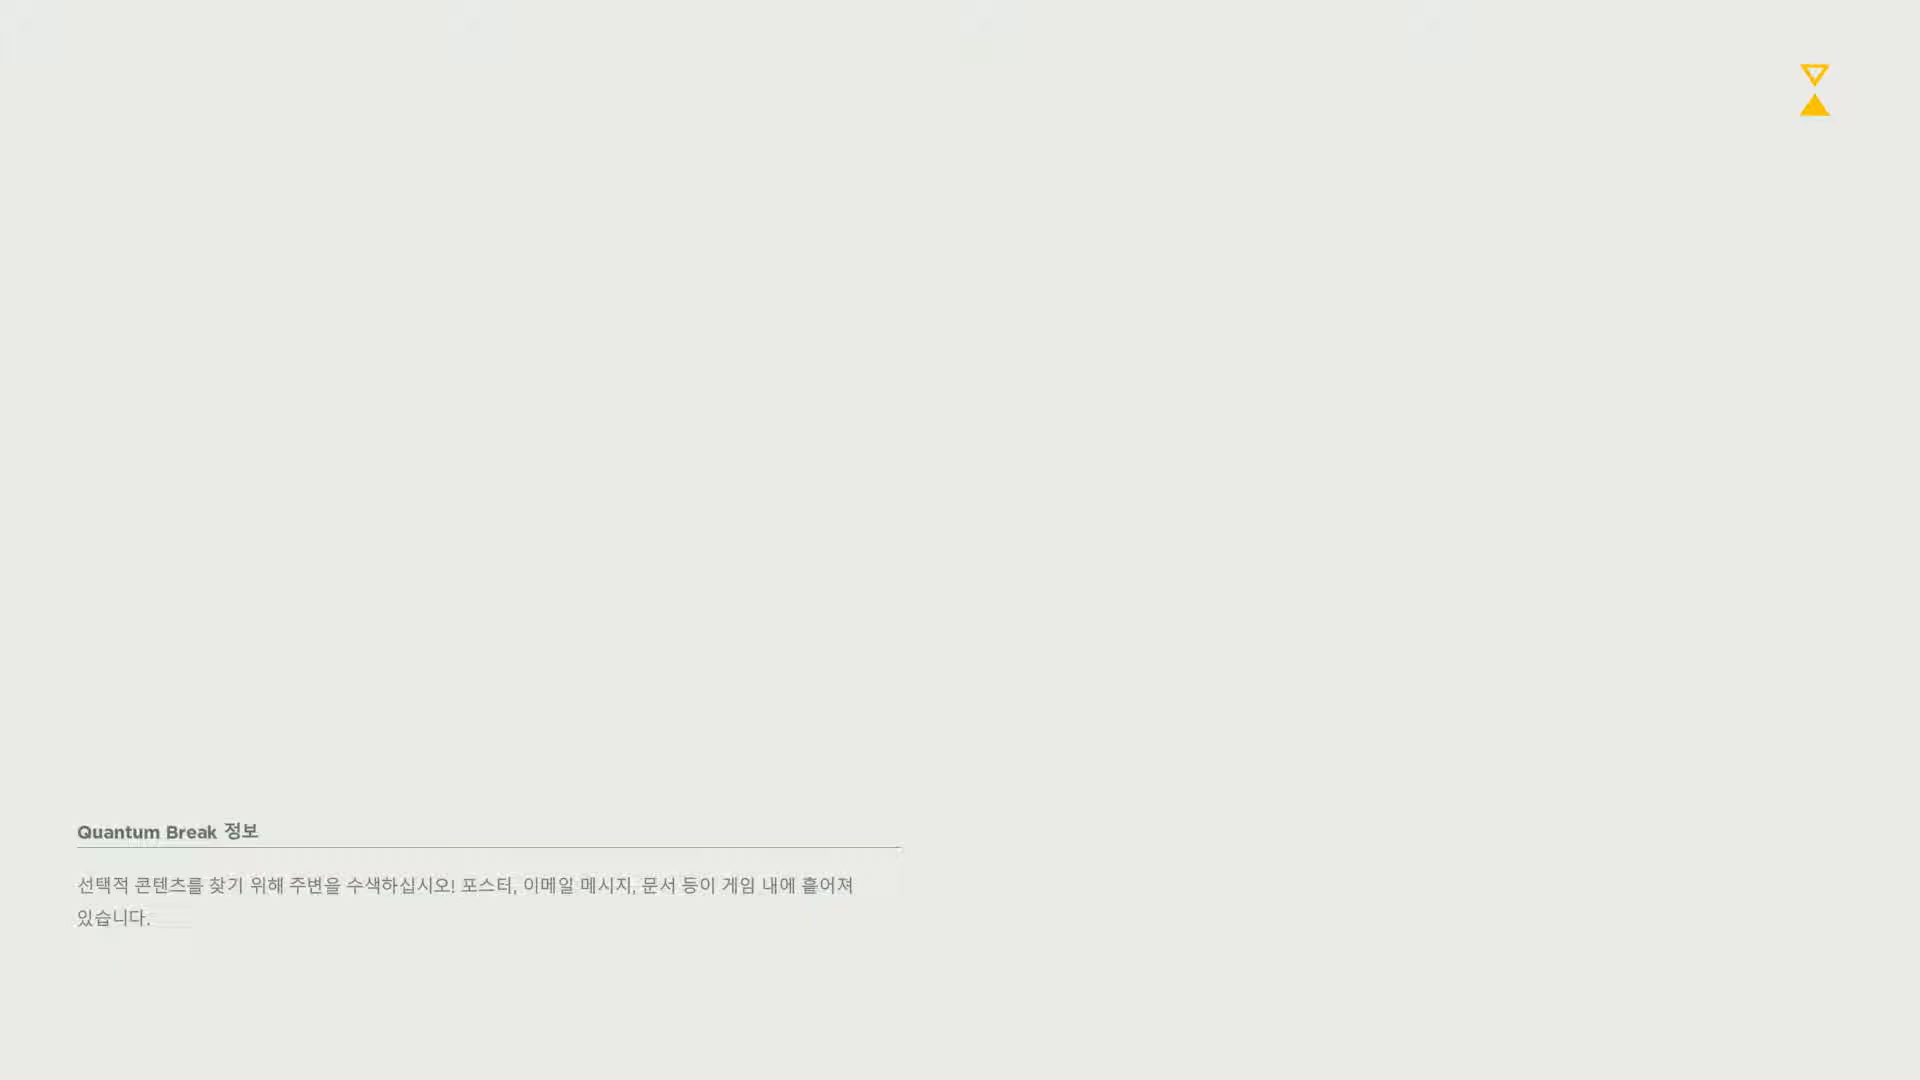 Quantum Break 정보
선택적 콘텐츠를 찾기 위해 주변을 수색하십시오! 포스터, 이메일 메시지, 문서 등이 게임 내에 흩어져
있습니다.